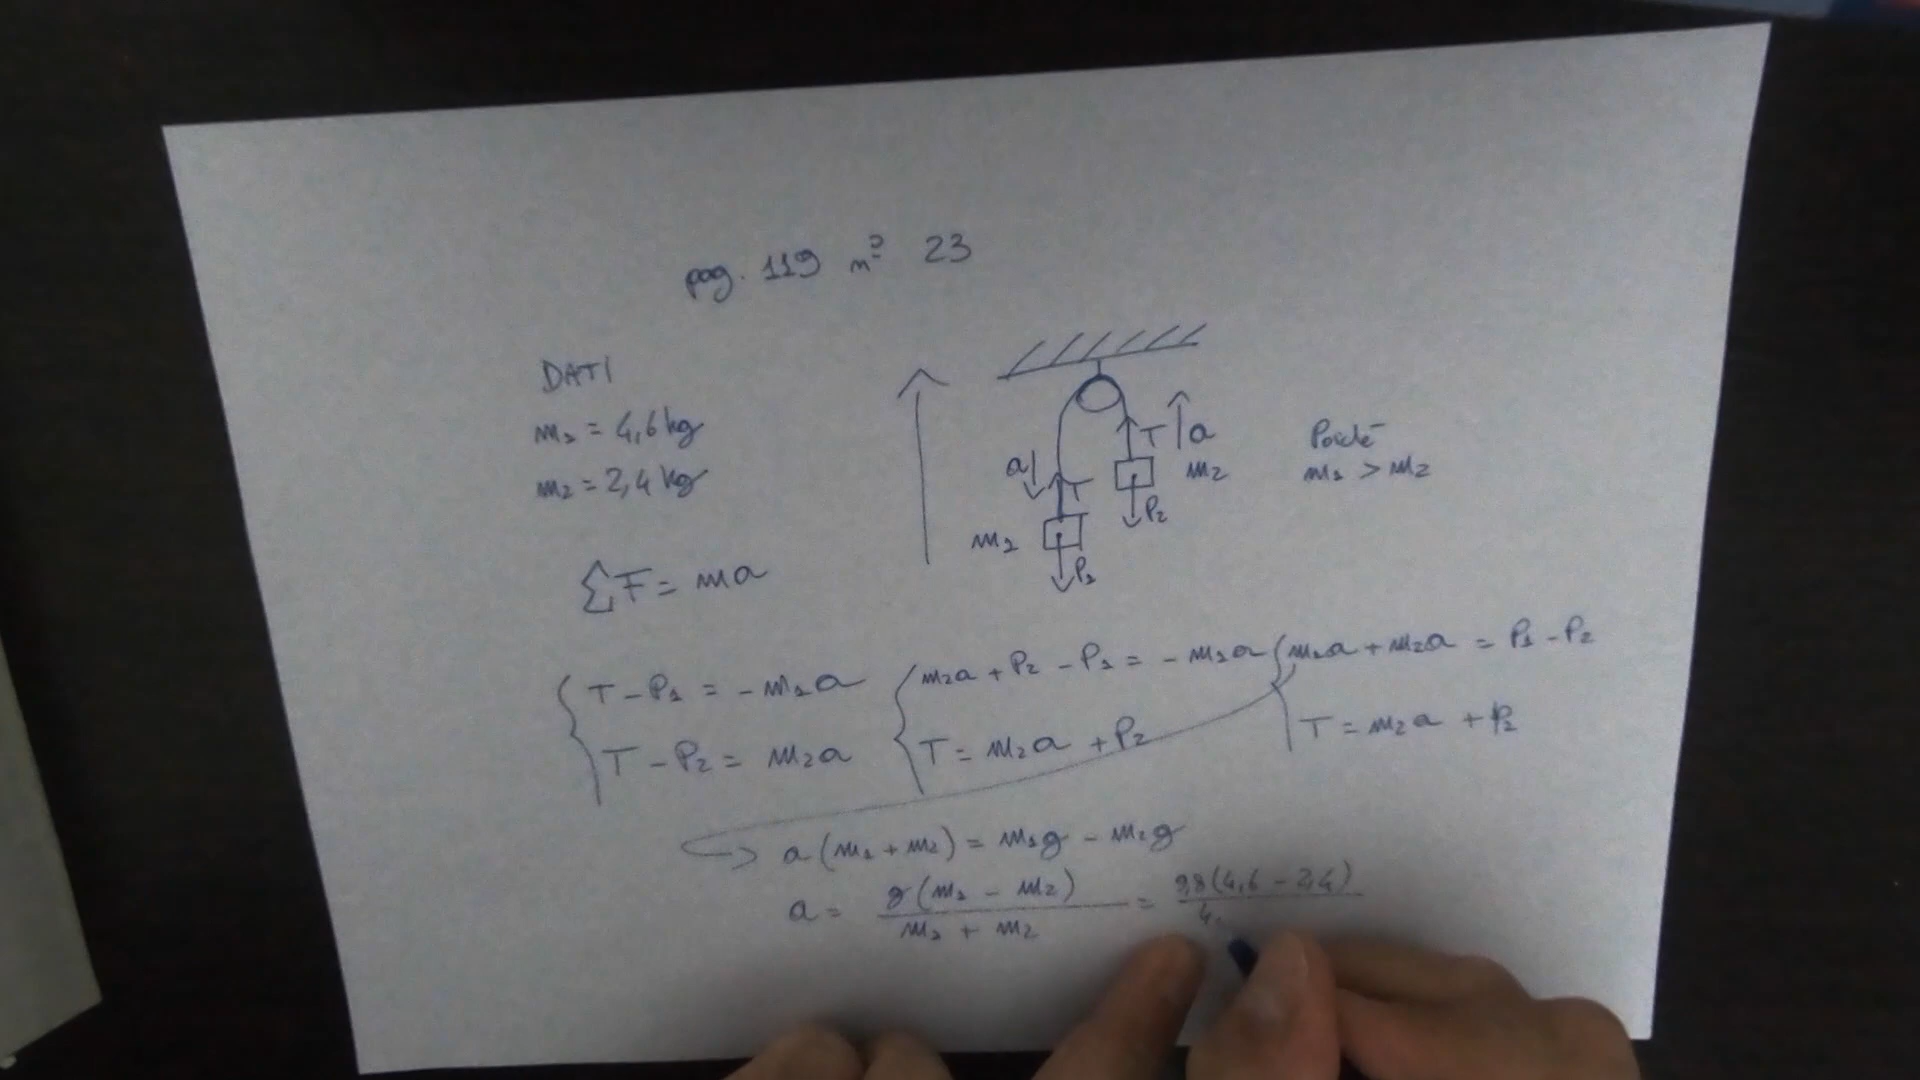 pag. 119 n° 23
DATI
m₁ = 4,6 kg
m₂ = 2,4 kg
T a
a T m₂
P₂
m₁
P₁
Poiché
m₁ > m₂
ΣF = ma
T - P₁ = - m₁a
T - P₂ = m₂a
m₂a + P₂ - P₁ = - m₁a
T = m₂a + P₂
m₁a + m₂a = P₁ - P₂
T = m₂a + P₂
a (m₁ + m₂) = m₁g - m₂g
a = g (m₁ - m₂) / m₁ + m₂ = 9,8 (4,6 - 2,4) / 4,